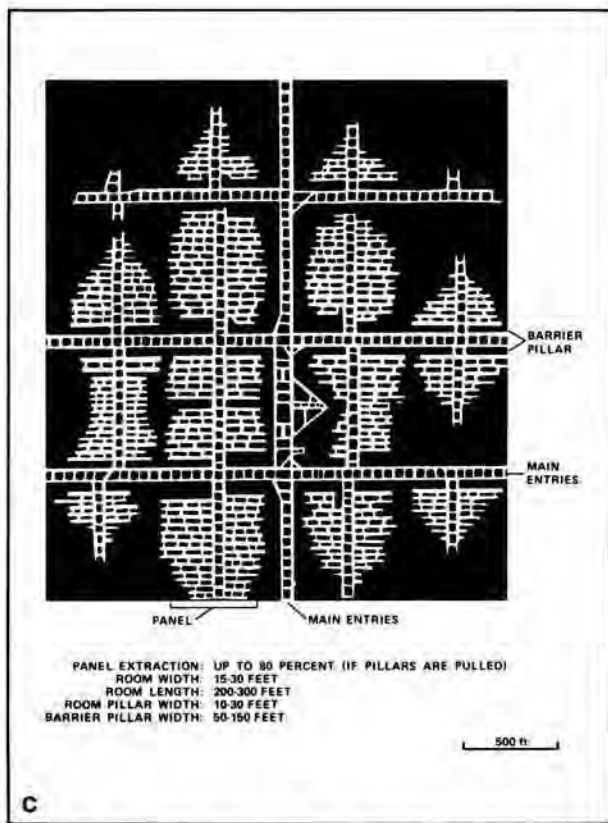 BARRIER
PILLAR
MAIN
ENTRIES
PANEL
MAIN ENTRIES
PANEL EXTRACTION: UP TO 80 PERCENT (IF PILLARS ARE PULLED)
ROOM WIDTH: 15-30 FEET
ROOM LENGTH: 200-300 FEET
ROOM PILLAR WIDTH: 10-30 FEET
BARRIER PILLAR WIDTH: 50-150 FEET
500 ft
C